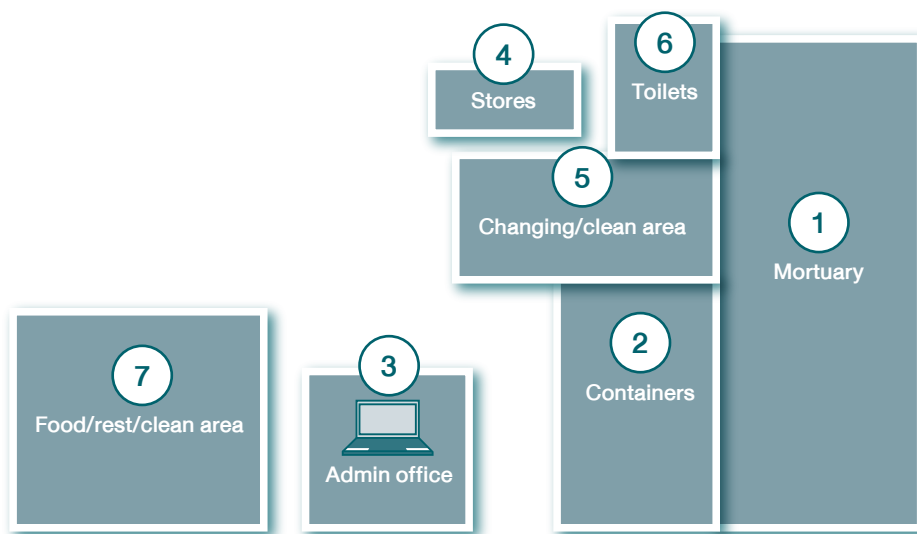 4
Stores
6
Toilets
5
Changing/clean area
1
Mortuary
2
Containers
3
Admin office
7
Food/rest/clean area